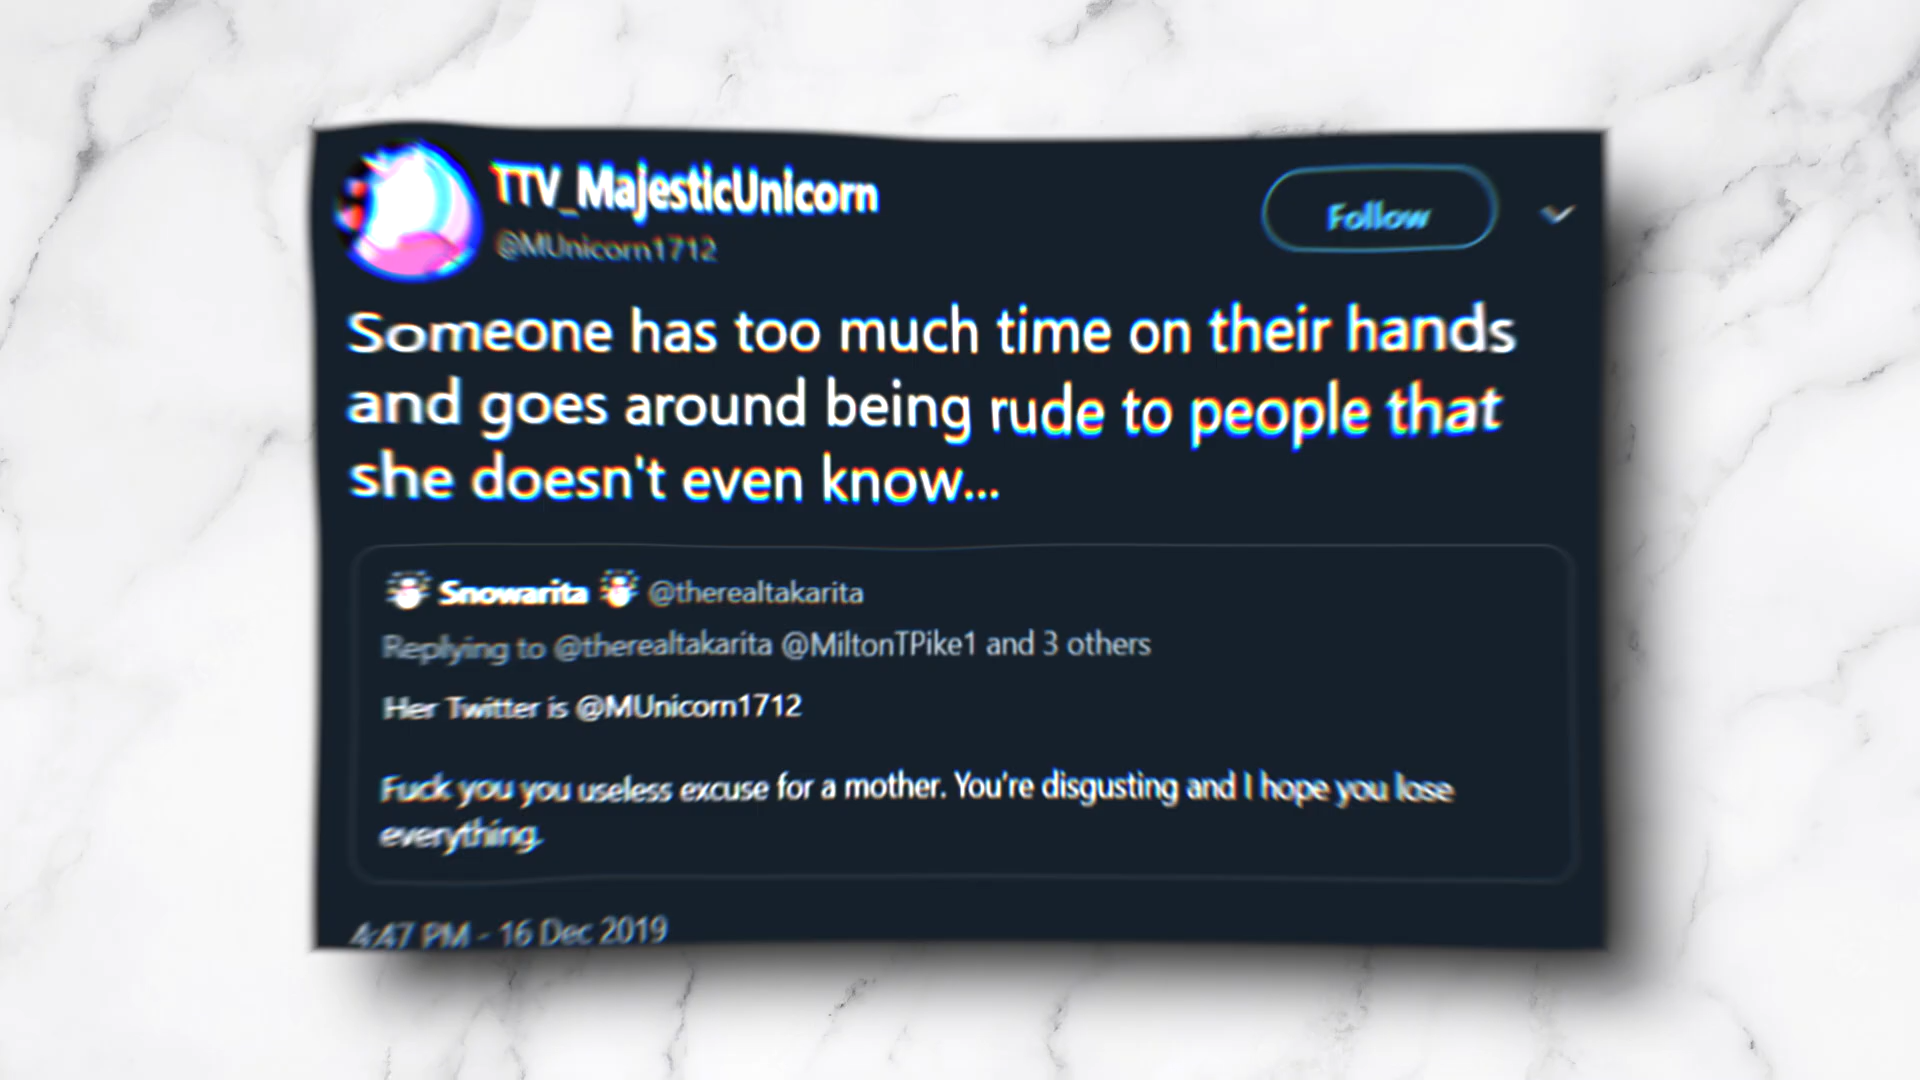 TTV_MajesticUnicorn
@MUnicorn1712
Follow
Someone has too much time on their hands
and goes around being rude to people that
she doesn't even know...
Snowarita @therealtakarita
Replying to @therealtakarita @MiltonTPike1 and 3 others
Her Twitter is @MUnicorn1712
Fuck you you useless excuse for a mother. You're disgusting and I hope you lose
everything.
4:47 PM - 16 Dec 2019